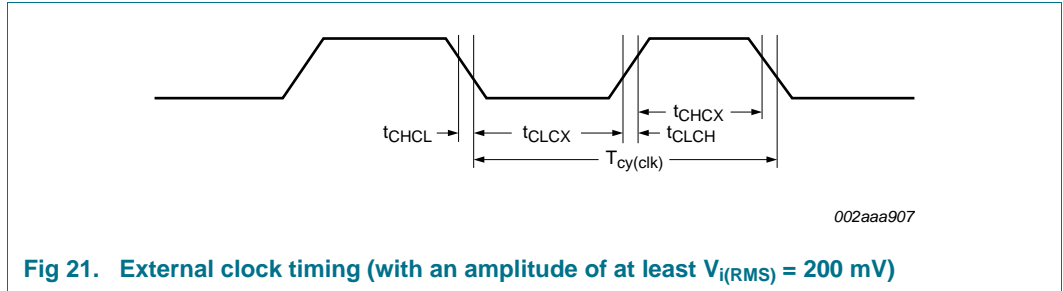 tCHCX
tCHCL tCLCX tCLCH
Tcy(clk)
002aaa907
Fig 21. External clock timing (with an amplitude of at least Vi(RMS) = 200 mV)